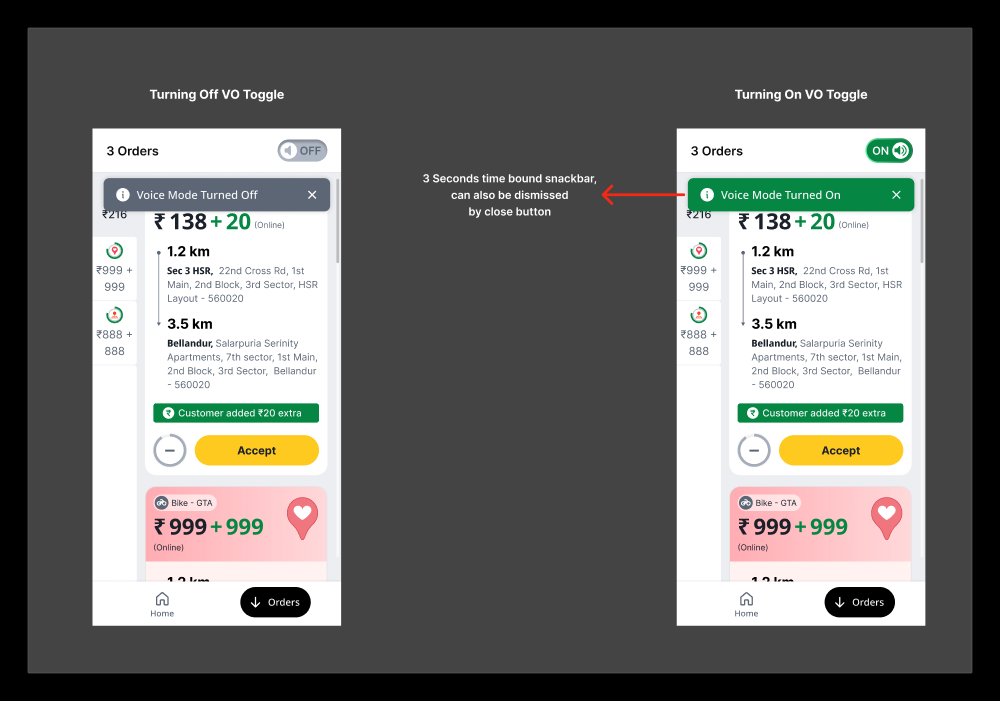 Turning Off VO Toggle
3 Orders
OFF
Voice Mode Turned Off
₹216
₹999 +
999
₹888 +
888
₹ 138 + 20 (Online)
1.2 km
Sec 3 HSR, 22nd Cross Rd, 1st
Main, 2nd Block, 3rd Sector, HSR
Layout - 560020
3.5 km
Bellandur, Salarpuria Serinity
Apartments, 7th sector, 1st Main,
2nd Block, 3rd Sector, Bellandur
- 560020
₹ Customer added ₹20 extra
Accept
Bike - GTA
₹ 999 + 999
(Online)
1.2 km
Home
Orders
3 Seconds time bound snackbar,
can also be dismissed
by close button
Turning On VO Toggle
3 Orders
ON
Voice Mode Turned On
₹216
₹999 +
999
₹888 +
888
₹ 138 + 20 (Online)
1.2 km
Sec 3 HSR, 22nd Cross Rd, 1st
Main, 2nd Block, 3rd Sector, HSR
Layout - 560020
3.5 km
Bellandur, Salarpuria Serinity
Apartments, 7th sector, 1st Main,
2nd Block, 3rd Sector, Bellandur
- 560020
₹ Customer added ₹20 extra
Accept
Bike - GTA
₹ 999 + 999
(Online)
1.2 km
Home
Orders